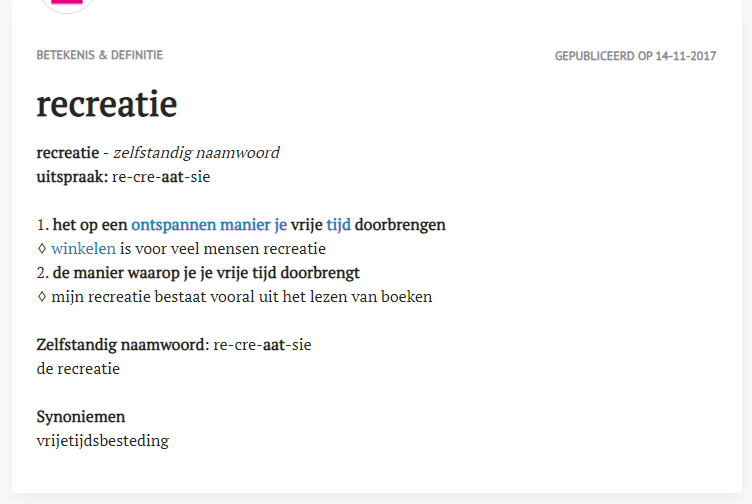 BETEKENIS & DEFINITIE
GEPUBLICEERD OP 14-11-2017
recreatie
recreatie - zelfstandig naamwoord
uitspraak: re-cre-aat-sie
1. het op een ontspannen manier je vrije tijd doorbrengen
◊ winkelen is voor veel mensen recreatie
2. de manier waarop je je vrije tijd doorbrengt
◊ mijn recreatie bestaat vooral uit het lezen van boeken
Zelfstandig naamwoord: re-cre-aat-sie
de recreatie
Synoniemen
vrijetijdsbesteding